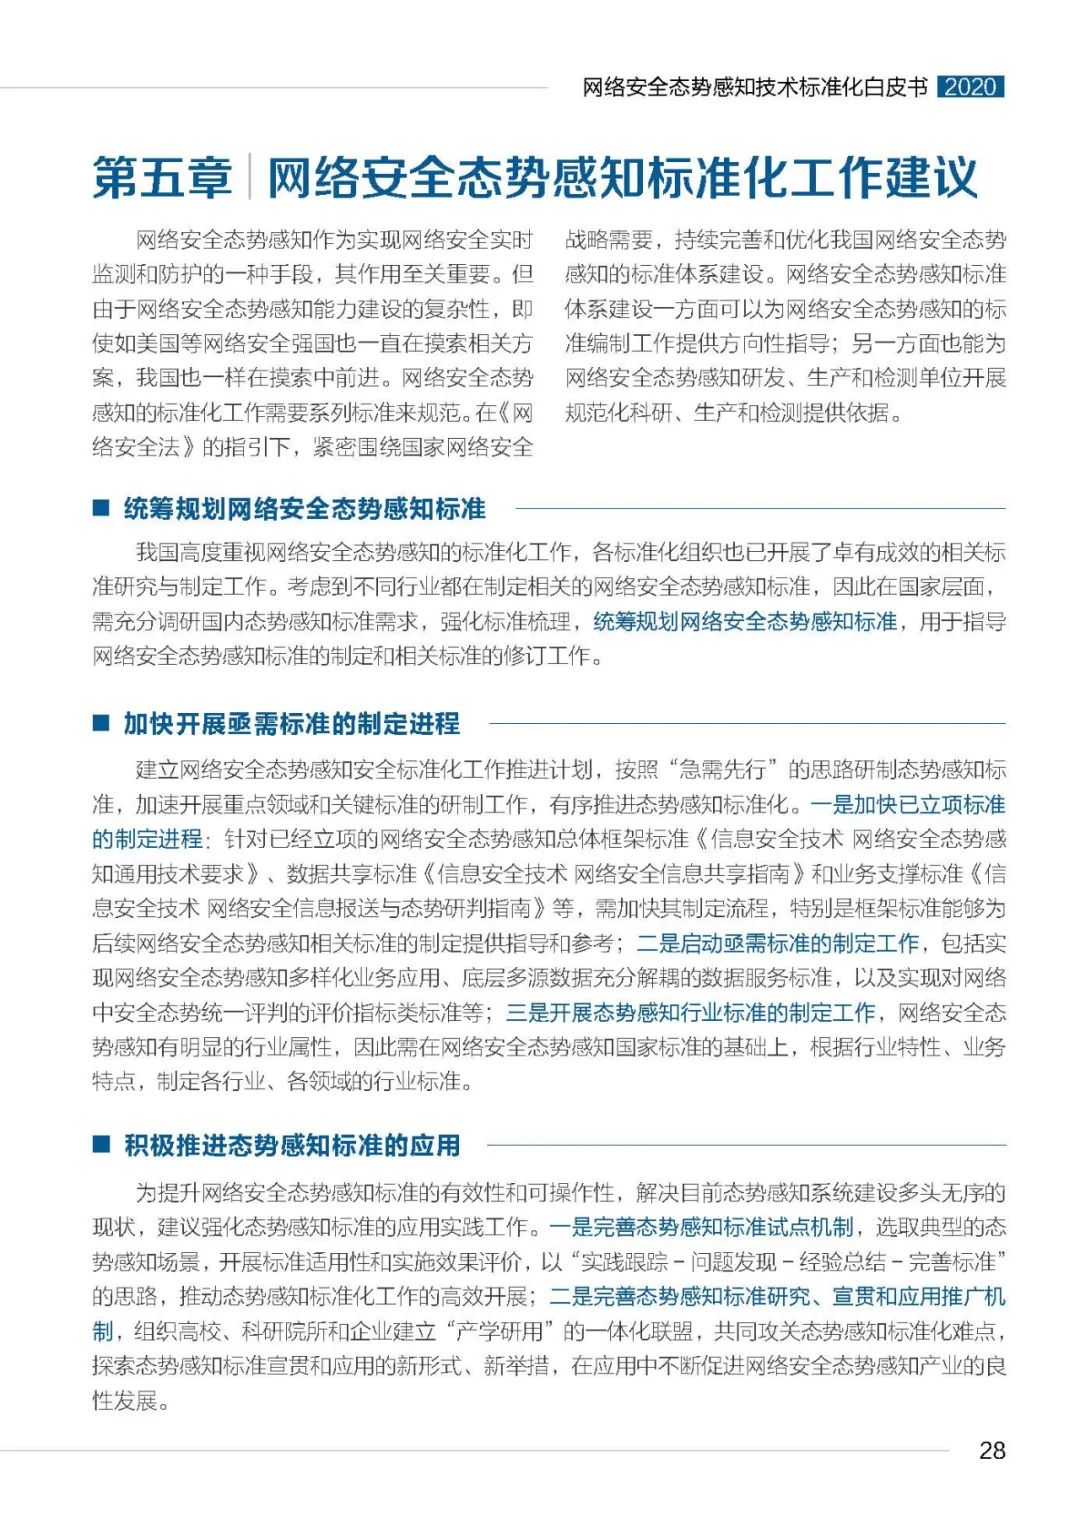 网络安全态势感知技术标准化白皮书 2020
第五章 | 网络安全态势感知标准化工作建议
网络安全态势感知作为实现网络安全实时
监测和防护的一种手段，其作用至关重要。但
由于网络安全态势感知能力建设的复杂性，即
使如美国等网络安全强国也一直在摸索相关方
案，我国也一样在摸索中前进。网络安全态势
感知的标准化工作需要系列标准来规范。在《网
络安全法》的指引下，紧密围绕国家网络安全
战略需要，持续完善和优化我国网络安全态势
感知的标准体系建设。网络安全态势感知标准
体系建设一方面可以为网络安全态势感知的标
准编制工作提供方向性指导；另一方面也能为
网络安全态势感知研发、生产和检测单位开展
规范化科研、生产和检测提供依据。
■ 统筹规划网络安全态势感知标准
我国高度重视网络安全态势感知的标准化工作，各标准化组织也已开展了卓有成效的相关标
准研究与制定工作。考虑到不同行业都在制定相关的网络安全态势感知标准，因此在国家层面，
需充分调研国内态势感知标准需求，强化标准梳理，统筹规划网络安全态势感知标准，用于指导
网络安全态势感知标准的制定和相关标准的修订工作。
■ 加快开展亟需标准的制定进程
建立网络安全态势感知安全标准化工作推进计划，按照“急需先行”的思路研制态势感知标
准，加速开展重点领域和关键标准的研制工作，有序推进态势感知标准化。一是加快已立项标准
的制定进程：针对已经立项的网络安全态势感知总体框架标准《信息安全技术 网络安全态势感
知通用技术要求》、数据共享标准《信息安全技术 网络安全信息共享指南》和业务支撑标准《信
息安全技术 网络安全信息报送与态势研判指南》等，需加快其制定流程，特别是框架标准能够为
后续网络安全态势感知相关标准的制定提供指导和参考；二是启动亟需标准的制定工作，包括实
现网络安全态势感知多样化业务应用、底层多源数据充分解耦的数据服务标准，以及实现对网络
中安全态势统一评判的评价指标类标准等；三是开展态势感知行业标准的制定工作，网络安全态
势感知有明显的行业属性，因此需在网络安全态势感知国家标准的基础上，根据行业特性、业务
特点，制定各行业、各领域的行业标准。
■ 积极推进态势感知标准的应用
为提升网络安全态势感知标准的有效性和可操作性，解决目前态势感知系统建设多头无序的
现状，建议强化态势感知标准的应用实践工作。一是完善态势感知标准试点机制，选取典型的态
势感知场景，开展标准适用性和实施效果评价，以“实践跟踪－问题发现－经验总结－完善标准”
的思路，推动态势感知标准化工作的高效开展；二是完善态势感知标准研究、宣贯和应用推广机
制，组织高校、科研院所和企业建立“产学研用”的一体化联盟，共同攻关态势感知标准化难点，
探索态势感知标准宣贯和应用的新形式、新举措，在应用中不断促进网络安全态势感知产业的良
性发展。
28